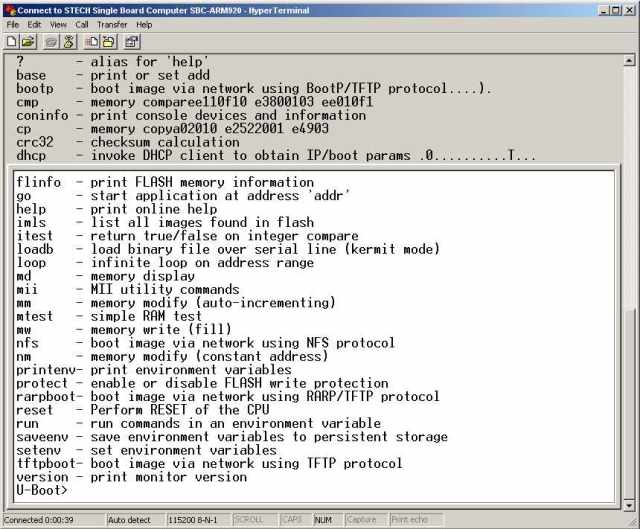 Connect to STECH Single Board Computer SBC-ARM920 - HyperTerminal
File Edit View Call Transfer Help
? - alias for 'help'
base - print or set add
bootp - boot image via network using BootP/TFTP protocol....).
cmp - memory comparee110f10 e3800103 ee010f1
coninfo - print console devices and information
cp - memory copya02010 e2522001 e4903
crc32 - checksum calculation
dhcp - invoke DHCP client to obtain IP/boot params .0..........T...
flinfo - print FLASH memory information
go - start application at address 'addr'
help - print online help
imls - list all images found in flash
itest - return true/false on integer compare
loadb - load binary file over serial line (kermit mode)
loop - infinite loop on address range
md - memory display
mii - MII utility commands
mm - memory modify (auto-incrementing)
mtest - simple RAM test
mw - memory write (fill)
nfs - boot image via network using NFS protocol
nm - memory modify (constant address)
printenv- print environment variables
protect - enable or disable FLASH write protection
rarpboot- boot image via network using RARP/TFTP protocol
reset - Perform RESET of the CPU
run - run commands in an environment variable
saveenv - save environment variables to persistent storage
setenv - set environment variables
tftpboot- boot image via network using TFTP protocol
version - print monitor version
U-Boot>
Connected 0:00:39 Auto detect 115200 8-N-1 SCROLL CAPS NUM Capture Print echo